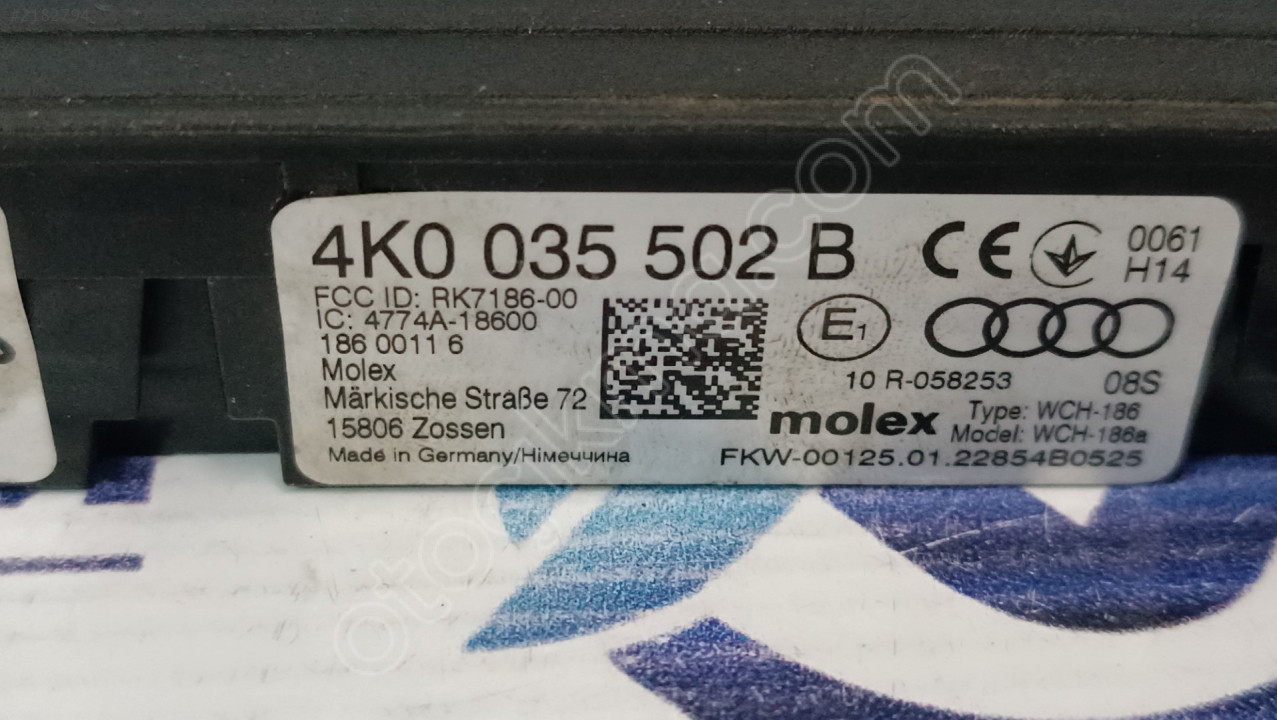 4K0 035 502 B
0061
H14
FCC ID: RK7186-00
IC: 4774A-18600
186 0011 6
Molex
Märkische Straße 72
15806 Zossen
Made in Germany/Німеччина
E1
10 R-058253
08S
molex
Type: WCH-186
Model: WCH-186a
FKW-00125.01.22854B0525